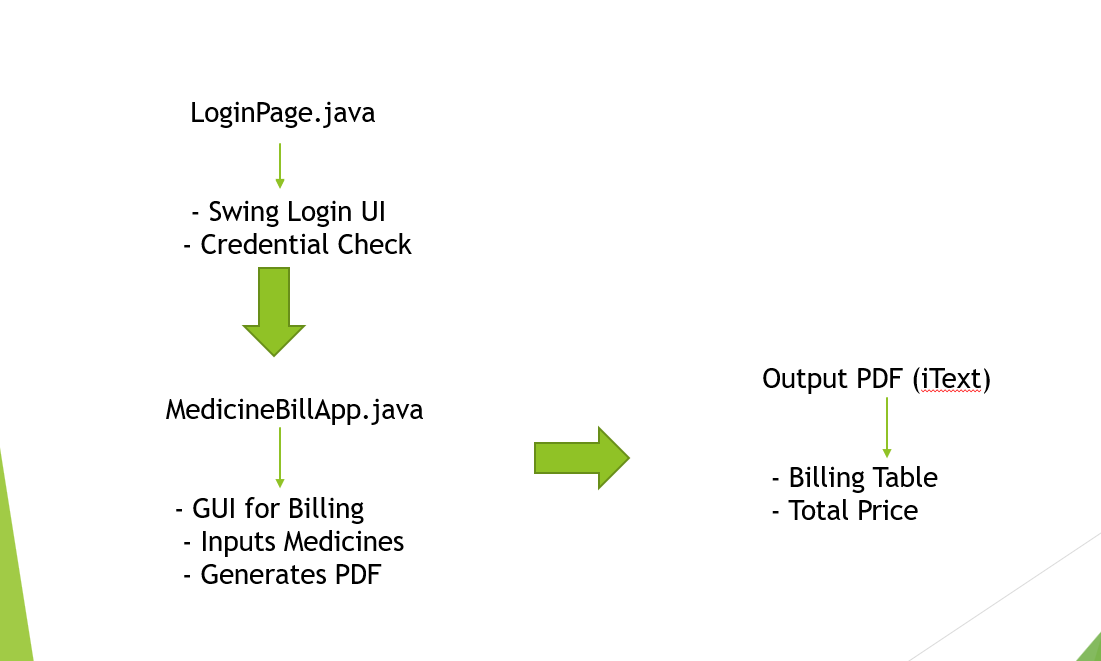 LoginPage.java
- Swing Login UI
- Credential Check
MedicineBillApp.java
- GUI for Billing
- Inputs Medicines
- Generates PDF
Output PDF (iText)
- Billing Table
- Total Price